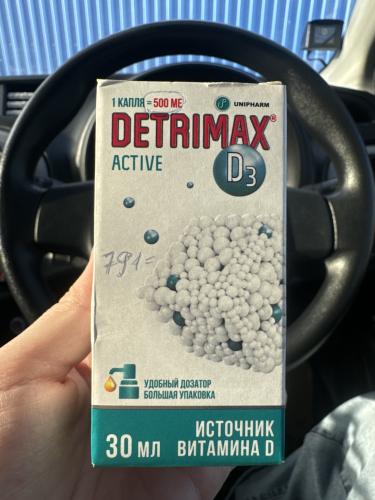 1 КАПЛЯ = 500 МЕ
UNIPHARM
DETRIMAX®
ACTIVE
D3
791=
УДОБНЫЙ ДОЗАТОР
БОЛЬШАЯ УПАКОВКА
30 МЛ
ИСТОЧНИК
ВИТАМИНА D